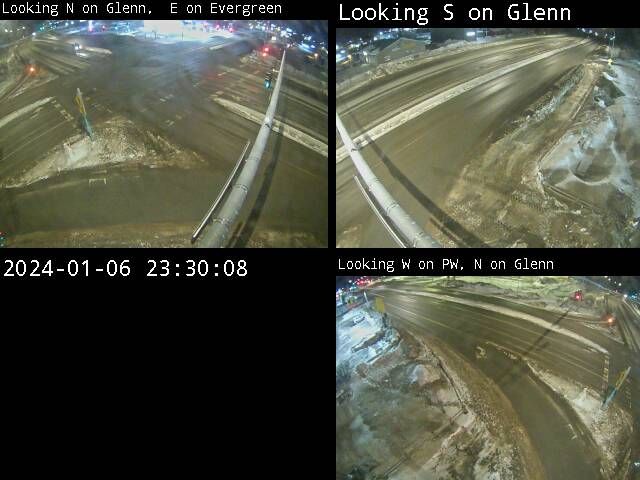 Looking N on Glenn,  E on Evergreen
Looking S on Glenn
2024-01-06 23:30:08
Looking W on PW, N on Glenn